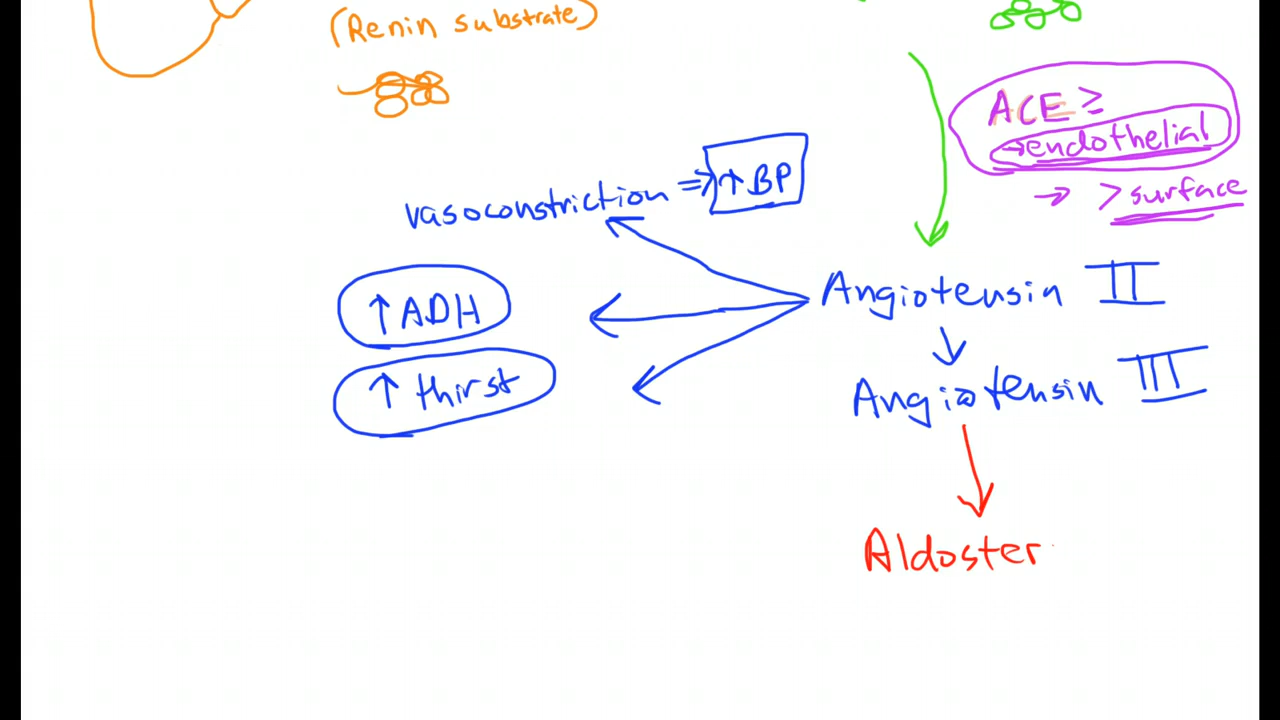 (Renin substrate)
ACE ≥
→endothelial
→ > surface
vasoconstriction ⇒ ↑ BP
Angiotensin II
↑ ADH
↑ thirst
Angiotensin III
Aldoster